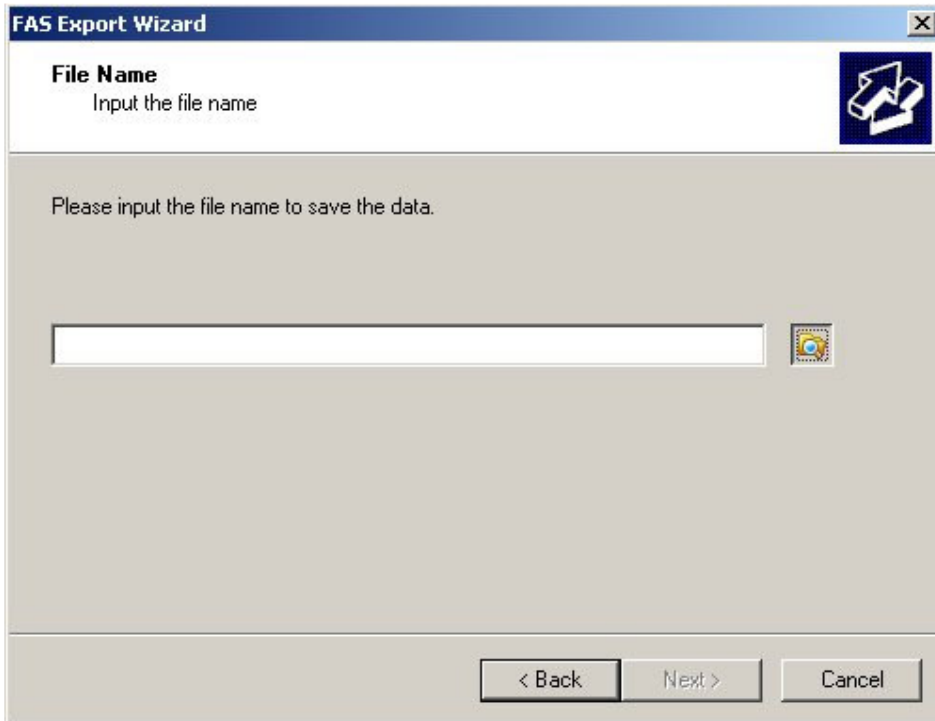 FAS Export Wizard
File Name
Input the file name
Please input the file name to save the data.
< Back Next > Cancel